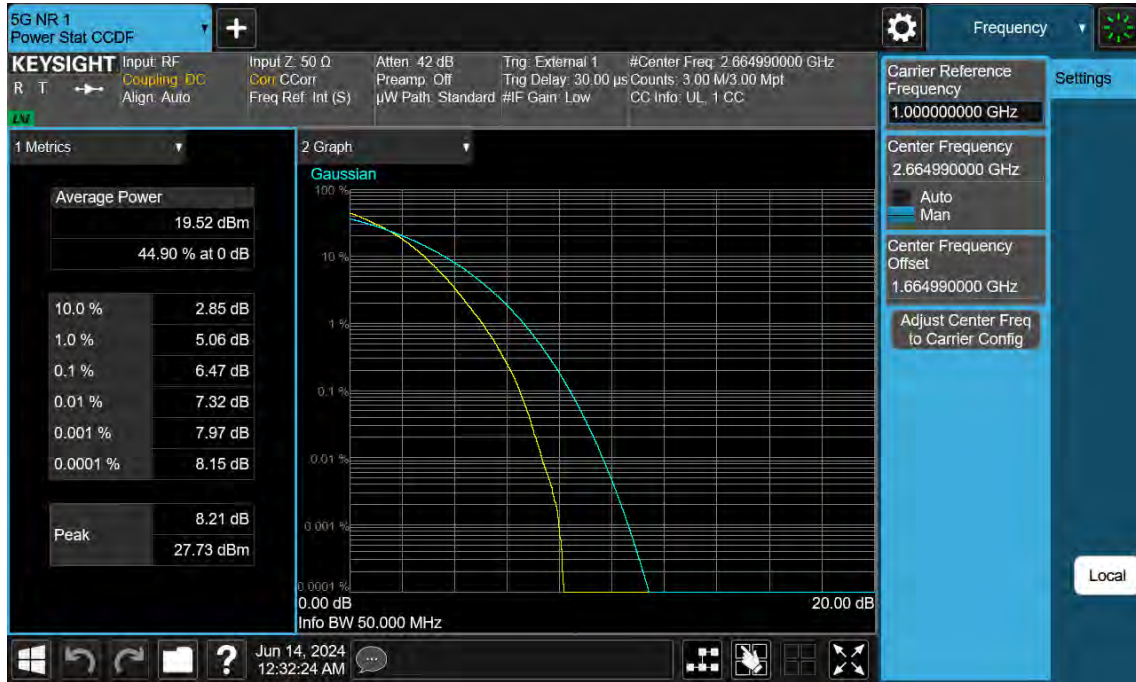 5G NR 1
Power Stat CCDF
+
Frequency
KEYSIGHT
R T
LXI
Input: RF
Coupling: DC
Align: Auto
Input Z: 50 Ω
Corr CCorr
Freq Ref: Int (S)
Atten: 42 dB
Preamp: Off
µW Path: Standard
Trig: External 1
Trig Delay: 30.00 µs
#IF Gain: Low
#Center Freq: 2.664990000 GHz
Counts: 3.00 M/3.00 Mpt
CC Info: UL, 1 CC
1 Metrics
Average Power
19.52 dBm
44.90 % at 0 dB
10.0 % 2.85 dB
1.0 % 5.06 dB
0.1 % 6.47 dB
0.01 % 7.32 dB
0.001 % 7.97 dB
0.0001 % 8.15 dB
Peak
8.21 dB
27.73 dBm
2 Graph
Gaussian
100 %
10 %
1 %
0.1 %
0.01 %
0.001 %
0.0001 %
0.00 dB
20.00 dB
Info BW 50.000 MHz
Carrier Reference
Frequency
1.000000000 GHz
Center Frequency
2.664990000 GHz
Auto
Man
Center Frequency
Offset
1.664990000 GHz
Adjust Center Freq
to Carrier Config
Settings
Local
?
Jun 14, 2024
12:32:24 AM